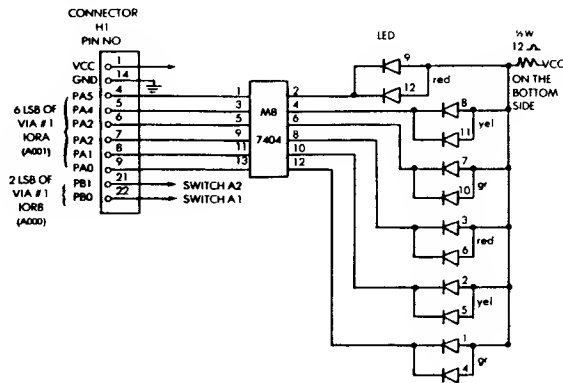 CONNECTOR
H1
PIN NO
VCC 1
GND 14
PA5 4
PA4 5
PA2 6
PA2 7
PA1 8
PA0 9
PB1 21
PB0 22
6 LSB OF
VIA #1
IORA
(A001)
2 LSB OF
VIA #1
IORB
(A000)
SWITCH A2
SWITCH A1
1
3
5
9
11
13
M8
7404
2
4
6
8
10
12
LED
9
12
red
8
11
yel
7
10
gr
3
6
red
2
5
yel
1
4
gr
½W
12
VCC
ON THE
BOTTOM
SIDE